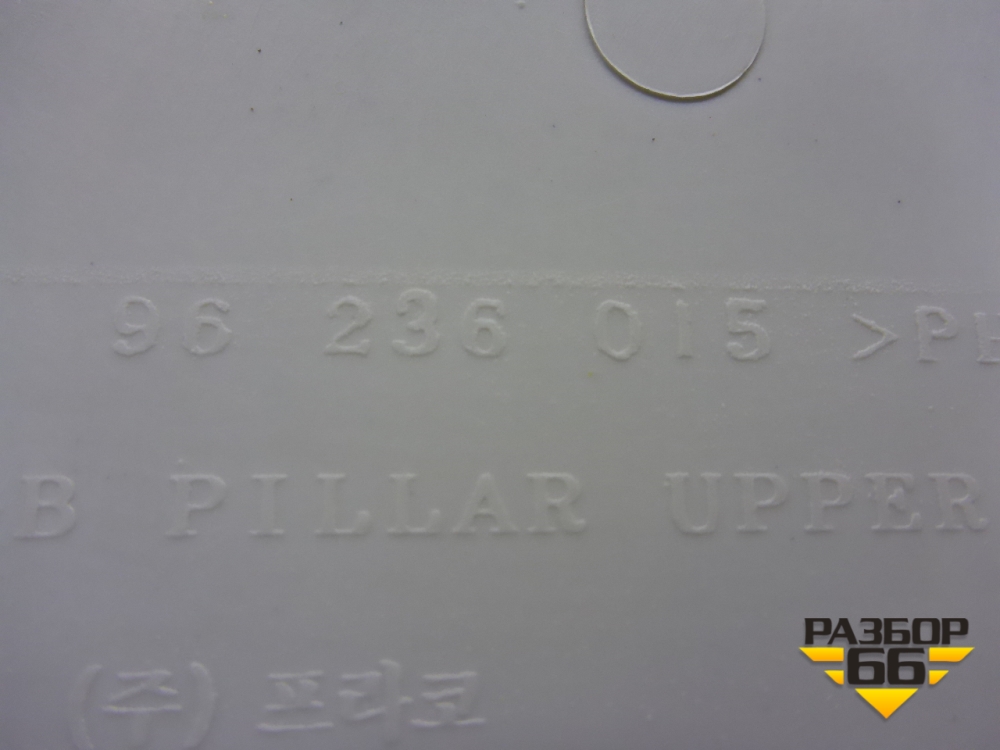 96 236 015 >P
B PILLAR UPPER
(주) 프라코
РАЗБОР
66